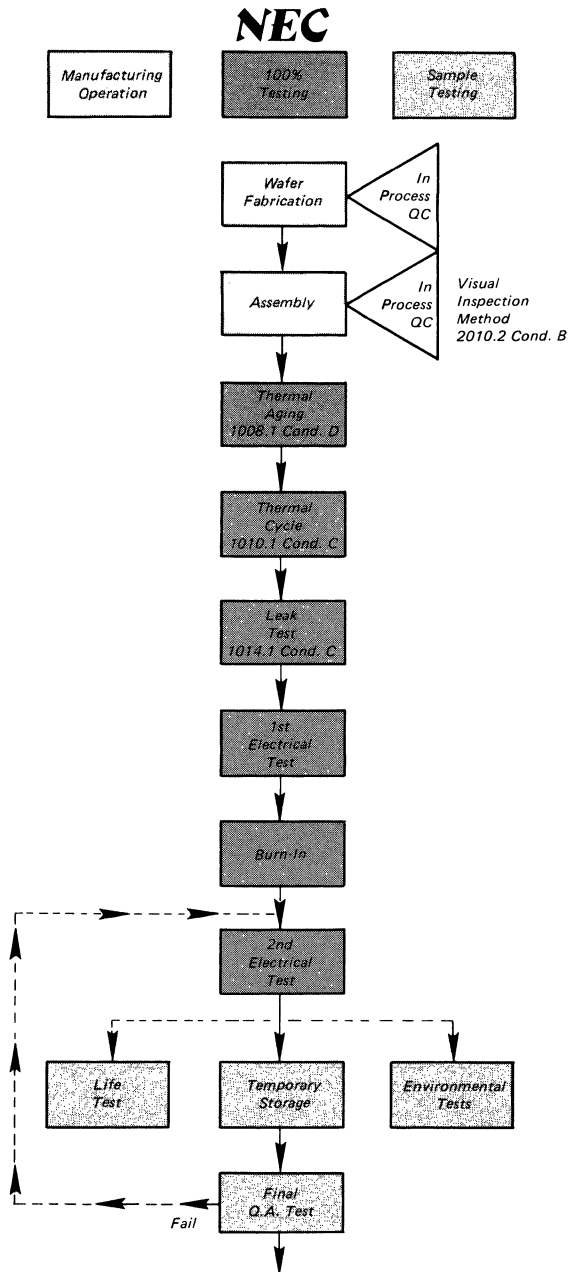 NEC
Manufacturing
Operation
100%
Testing
Sample
Testing
Wafer
Fabrication
In
Process
QC
Assembly
In
Process
QC
Visual
Inspection
Method
2010.2 Cond. B
Thermal
Aging
1008.1 Cond. D
Thermal
Cycle
1010.1 Cond. C
Leak
Test
1014.1 Cond. C
1st
Electrical
Test
Burn-In
2nd
Electrical
Test
Life
Test
Temporary
Storage
Environmental
Tests
Final
Q.A. Test
Fail